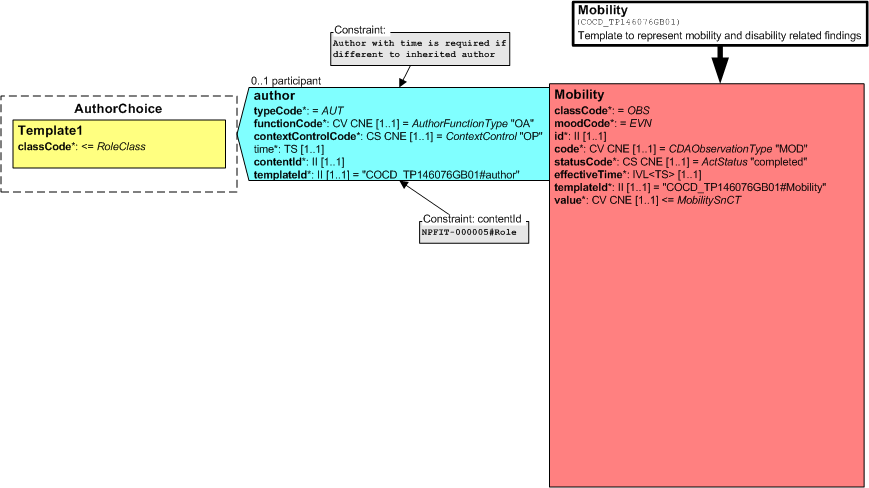 Mobility
(COCD_TP146076GB01)
Template to represent mobility and disability related findings
Constraint:
Author with time is required if
different to inherited author
0..1 participant
AuthorChoice
Template1
classCode*: <= RoleClass
author
typeCode*: = AUT
functionCode*: CV CNE [1..1] = AuthorFunctionType "OA"
contextControlCode*: CS CNE [1..1] = ContextControl "OP"
time*: TS [1..1]
contentId*: II [1..1]
templateId*: II [1..1] = "COCD_TP146076GB01#author"
Constraint: contentId
NPFIT-000005#Role
Mobility
classCode*: = OBS
moodCode*: = EVN
id*: II [1..1]
code*: CV CNE [1..1] = CDAObservationType "MOD"
statusCode*: CS CNE [1..1] = ActStatus "completed"
effectiveTime*: IVL<TS> [1..1]
templateId*: II [1..1] = "COCD_TP146076GB01#Mobility"
value*: CV CNE [1..1] <= MobilitySnCT